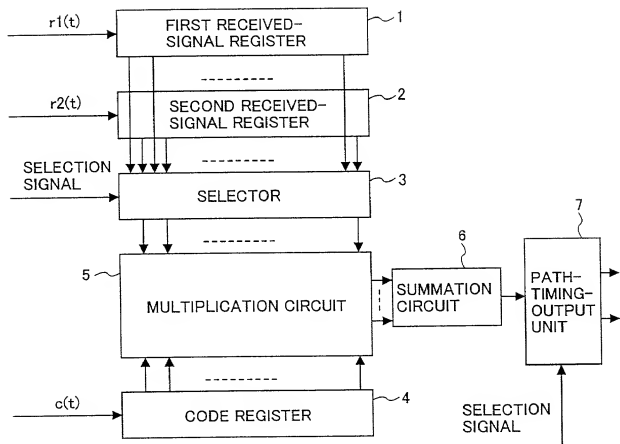 r1(t)
FIRST RECEIVED-
SIGNAL REGISTER
1
r2(t)
SECOND RECEIVED-
SIGNAL REGISTER
2
SELECTION
SIGNAL
SELECTOR
3
5
MULTIPLICATION CIRCUIT
6
SUMMATION
CIRCUIT
7
PATH-
TIMING-
OUTPUT
UNIT
c(t)
CODE REGISTER
4
SELECTION
SIGNAL